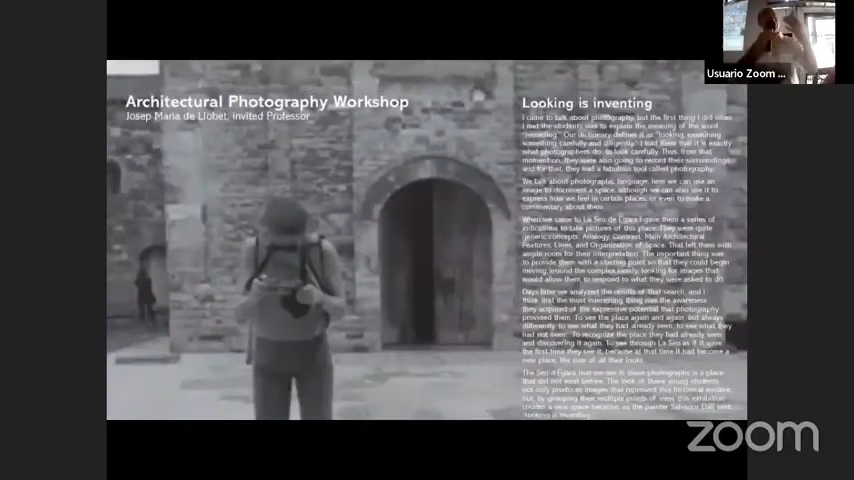 Architectural Photography Workshop
Josep Maria de Llobet, Invited Professor
Looking is inventing
I came to talk about photography, but the first thing I did when
I met the students was to explain the meaning of the word
"recording." Our dictionary defines it as "looking, examining
something carefully and diligently." I told them that it is exactly
what photographers do: to look carefully. Thus, from that
momention, they were also going to record their surroundings,
and for that, they had a fabulous tool called photography.
We talk about photographic language, how we can use an
image to document a space, although we can also use it to
express how we feel in certain places, or even to make a
commentary about them.
When we came to La Seu de Ègara I gave them a series of
indications to take pictures of this place. They were quite
generic concepts: Analogy, Contrast, Main Architectural
Features, Lines, and Organization of Space. That left them with
ample room for their interpretation. The important thing was
to provide them with a starting point so that they could begin
moving around the complex slowly, looking for images that
would allow them to respond to what they were asked to do.
Days later we analyzed the results of that search, and I
think that the most interesting thing was the awareness
they acquired of the expressive potential that photography
provided them. To see the place again and again, but always
differently, to see what they had already seen, to see what they
had not seen. To recognize the place they had already seen
and discovering it again. To see through La Seu as if it were
the first time they see it, because at that time it had become a
new place, the sum of all their looks.
The Seu d'Ègara that we see in these photographs is a place
that did not exist before. The look of these young students
not only produces images that represent this historical enclave,
but, by grouping their multiple points of view, this exhibition
creates a new space because, as the painter Salvador Dalí said,
"looking is inventing."
Usuario Zoom ...
zoom